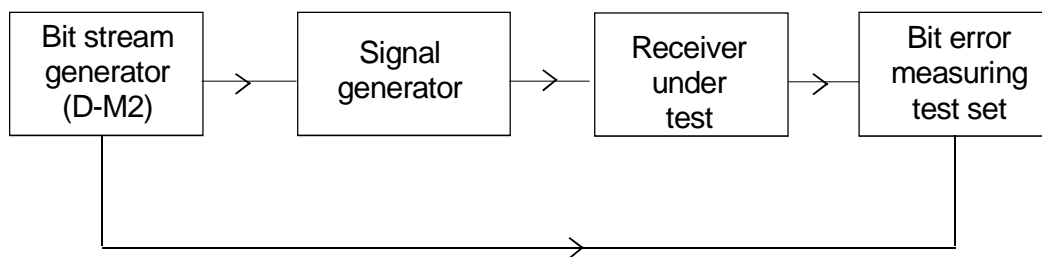 Bit stream
generator
(D-M2)
Signal
generator
Receiver
under
test
Bit error
measuring
test set